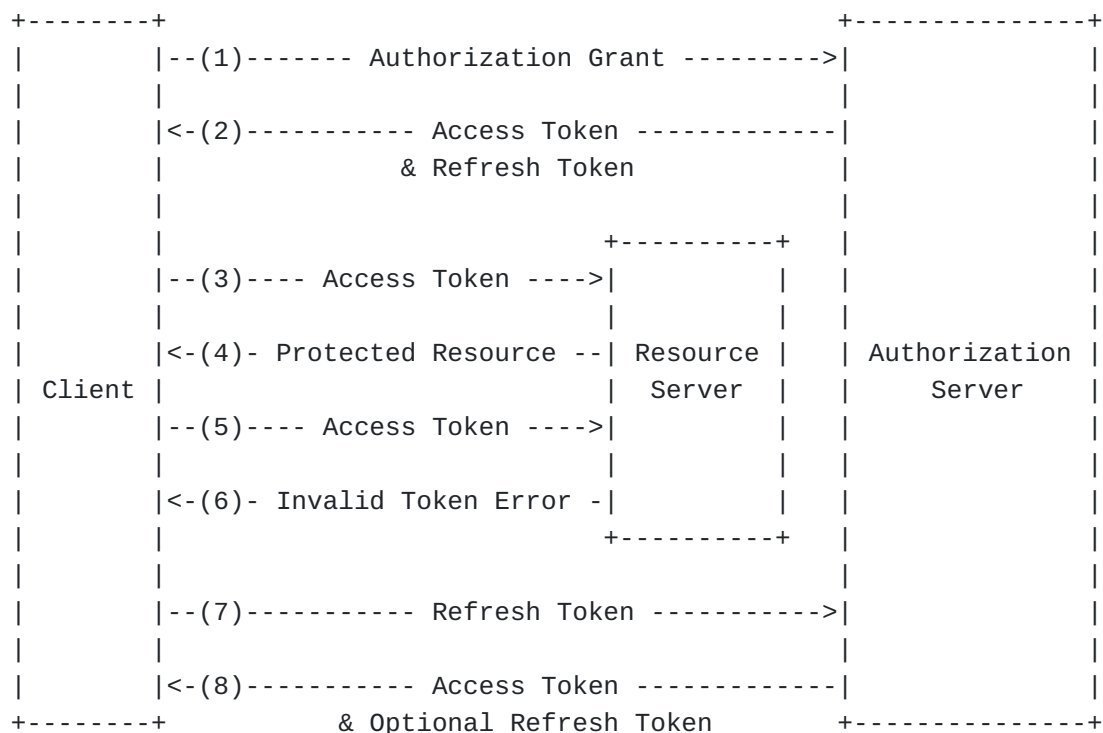 --(1)------- Authorization Grant --------->
<-(2)----------- Access Token -------------
& Refresh Token
--(3)---- Access Token ---->
<-(4)- Protected Resource --| Resource | | Authorization
Client | Server | Server
--(5)---- Access Token ---->
<-(6)- Invalid Token Error -
--(7)----------- Refresh Token ----------->
<-(8)----------- Access Token -------------
& Optional Refresh Token